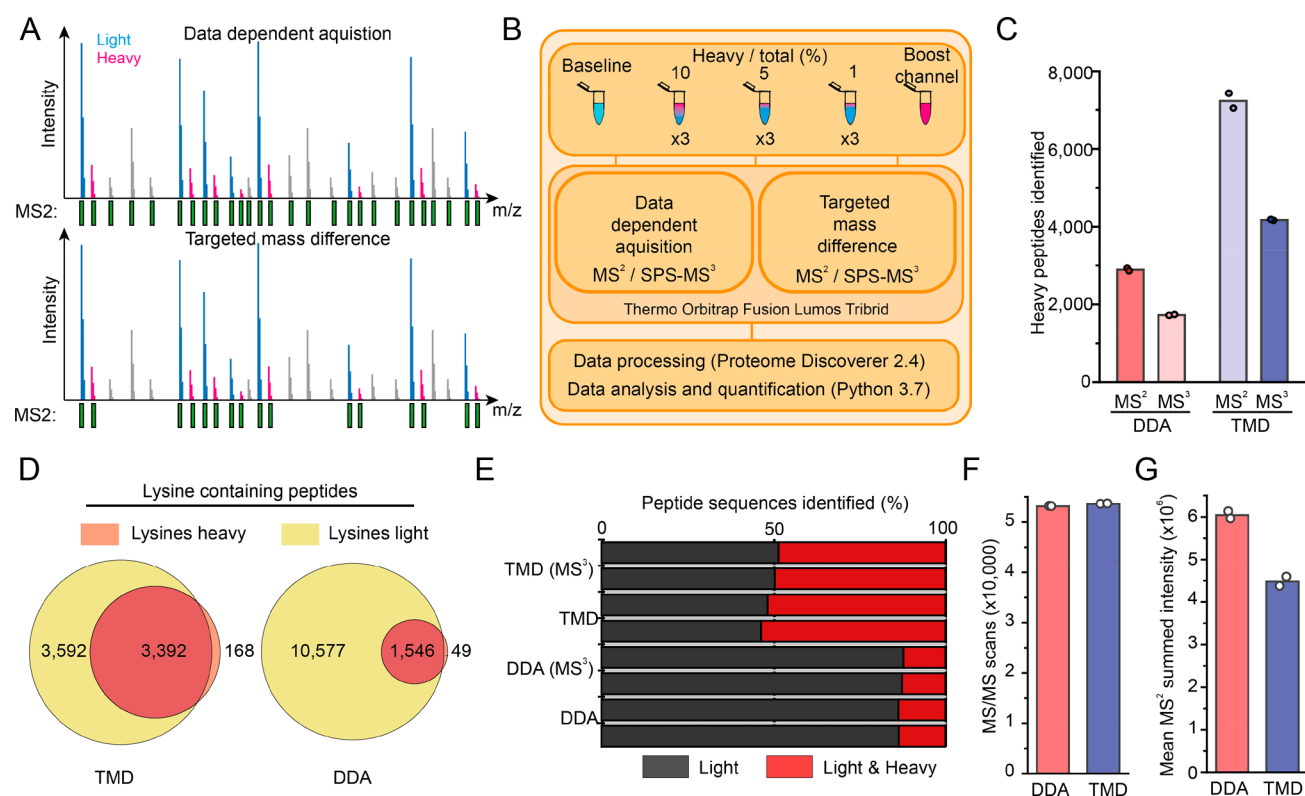 A
Light
Heavy
Data dependent aquistion
Intensity
MS2:
m/z
Targeted mass difference
Intensity
MS2:
m/z
B
Heavy / total (%)
Baseline
10
5
1
Boost
channel
x3
x3
x3
Data
dependent
aquisition
MS² / SPS-MS³
Targeted
mass
difference
MS² / SPS-MS³
Thermo Orbitrap Fusion Lumos Tribrid
Data processing (Proteome Discoverer 2.4)
Data analysis and quantification (Python 3.7)
C
Heavy peptides identified
8,000
6,000
4,000
2,000
0
MS² MS³
MS² MS³
DDA
TMD
D
Lysine containing peptides
Lysines heavy
Lysines light
3,592
3,392
168
10,577
1,546
49
TMD
DDA
E
Peptide sequences identified (%)
0
50
100
TMD (MS³)
TMD
DDA (MS³)
DDA
Light
Light & Heavy
F
MS/MS scans (x10,000)
5
4
3
2
1
0
DDA TMD
G
Mean MS² summed intensity (x10⁶)
6
4
2
0
DDA TMD